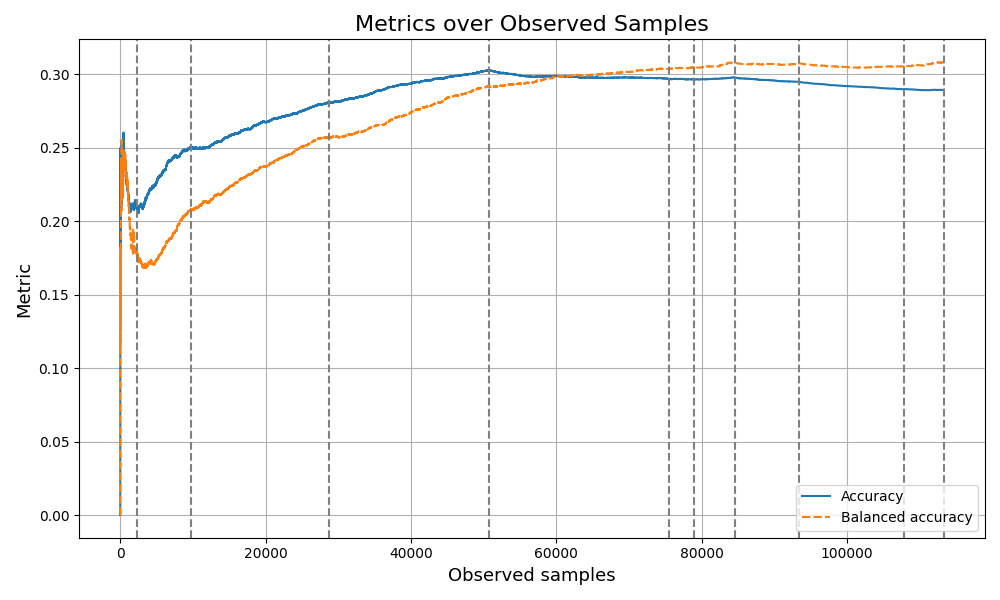 Metrics over Observed Samples
Metric
0.30
0.25
0.20
0.15
0.10
0.05
0.00
0
20000
40000
60000
80000
100000
Observed samples
Accuracy
Balanced accuracy